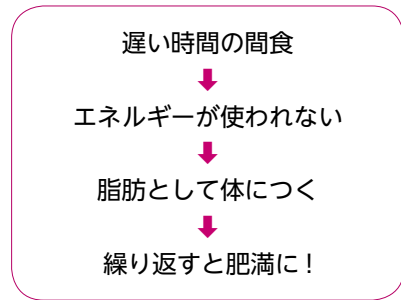 遅い時間の間食
エネルギーが使われない
脂肪として体につく
繰り返すと肥満に！